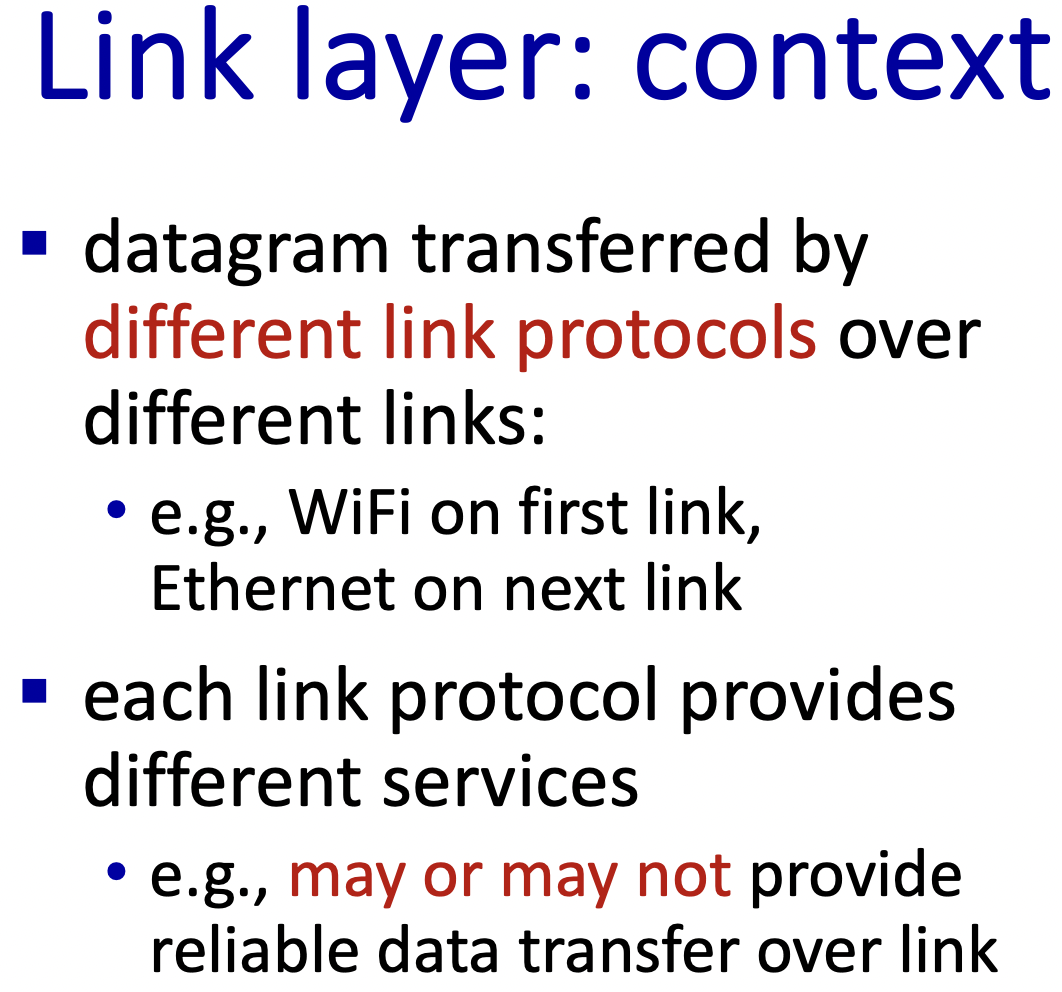 Link layer: context
▪ datagram transferred by
different link protocols over
different links:
• e.g., WiFi on first link,
Ethernet on next link
▪ each link protocol provides
different services
• e.g., may or may not provide
reliable data transfer over link